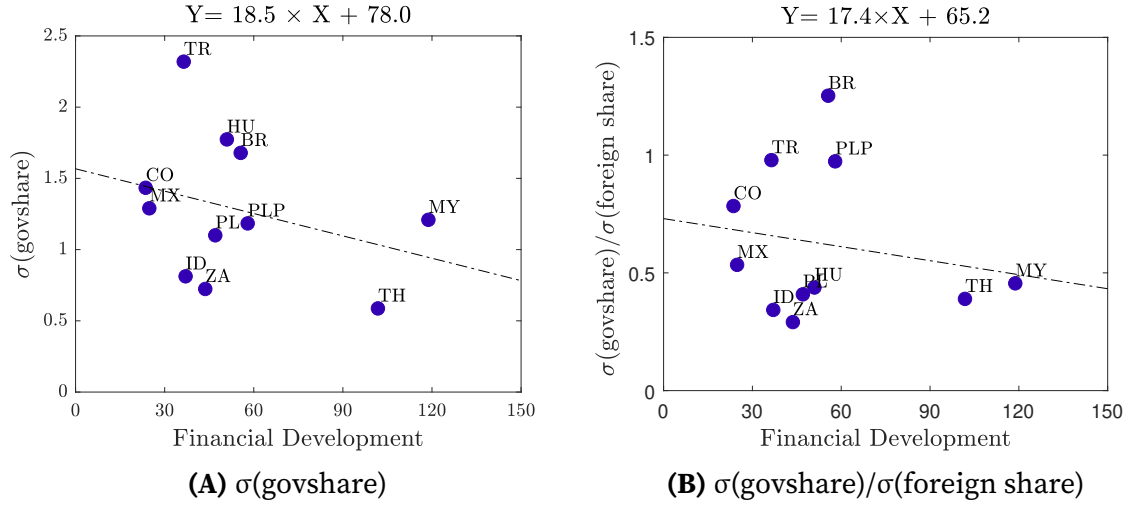 Y= 18.5 × X + 78.0
2.5
2
1.5
1
0.5
0
σ(govshare)
TR
HU
BR
CO
MX
PLP
PL
MY
ID
ZA
TH
0 30 60 90 120 150
Financial Development
(A) σ(govshare)
Y= 17.4×X + 65.2
1.5
1
0.5
0
σ(govshare)/σ(foreign share)
BR
TR
PLP
CO
MX
HU
MY
PL
TH
ID
ZA
0 30 60 90 120 150
Financial Development
(B) σ(govshare)/σ(foreign share)